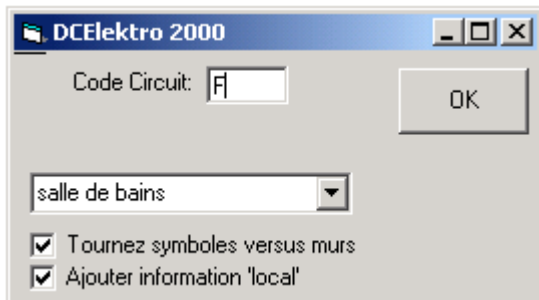 DCElektro 2000
Code Circuit: F
OK
salle de bains
Tournez symboles versus murs
Ajouter information 'local'